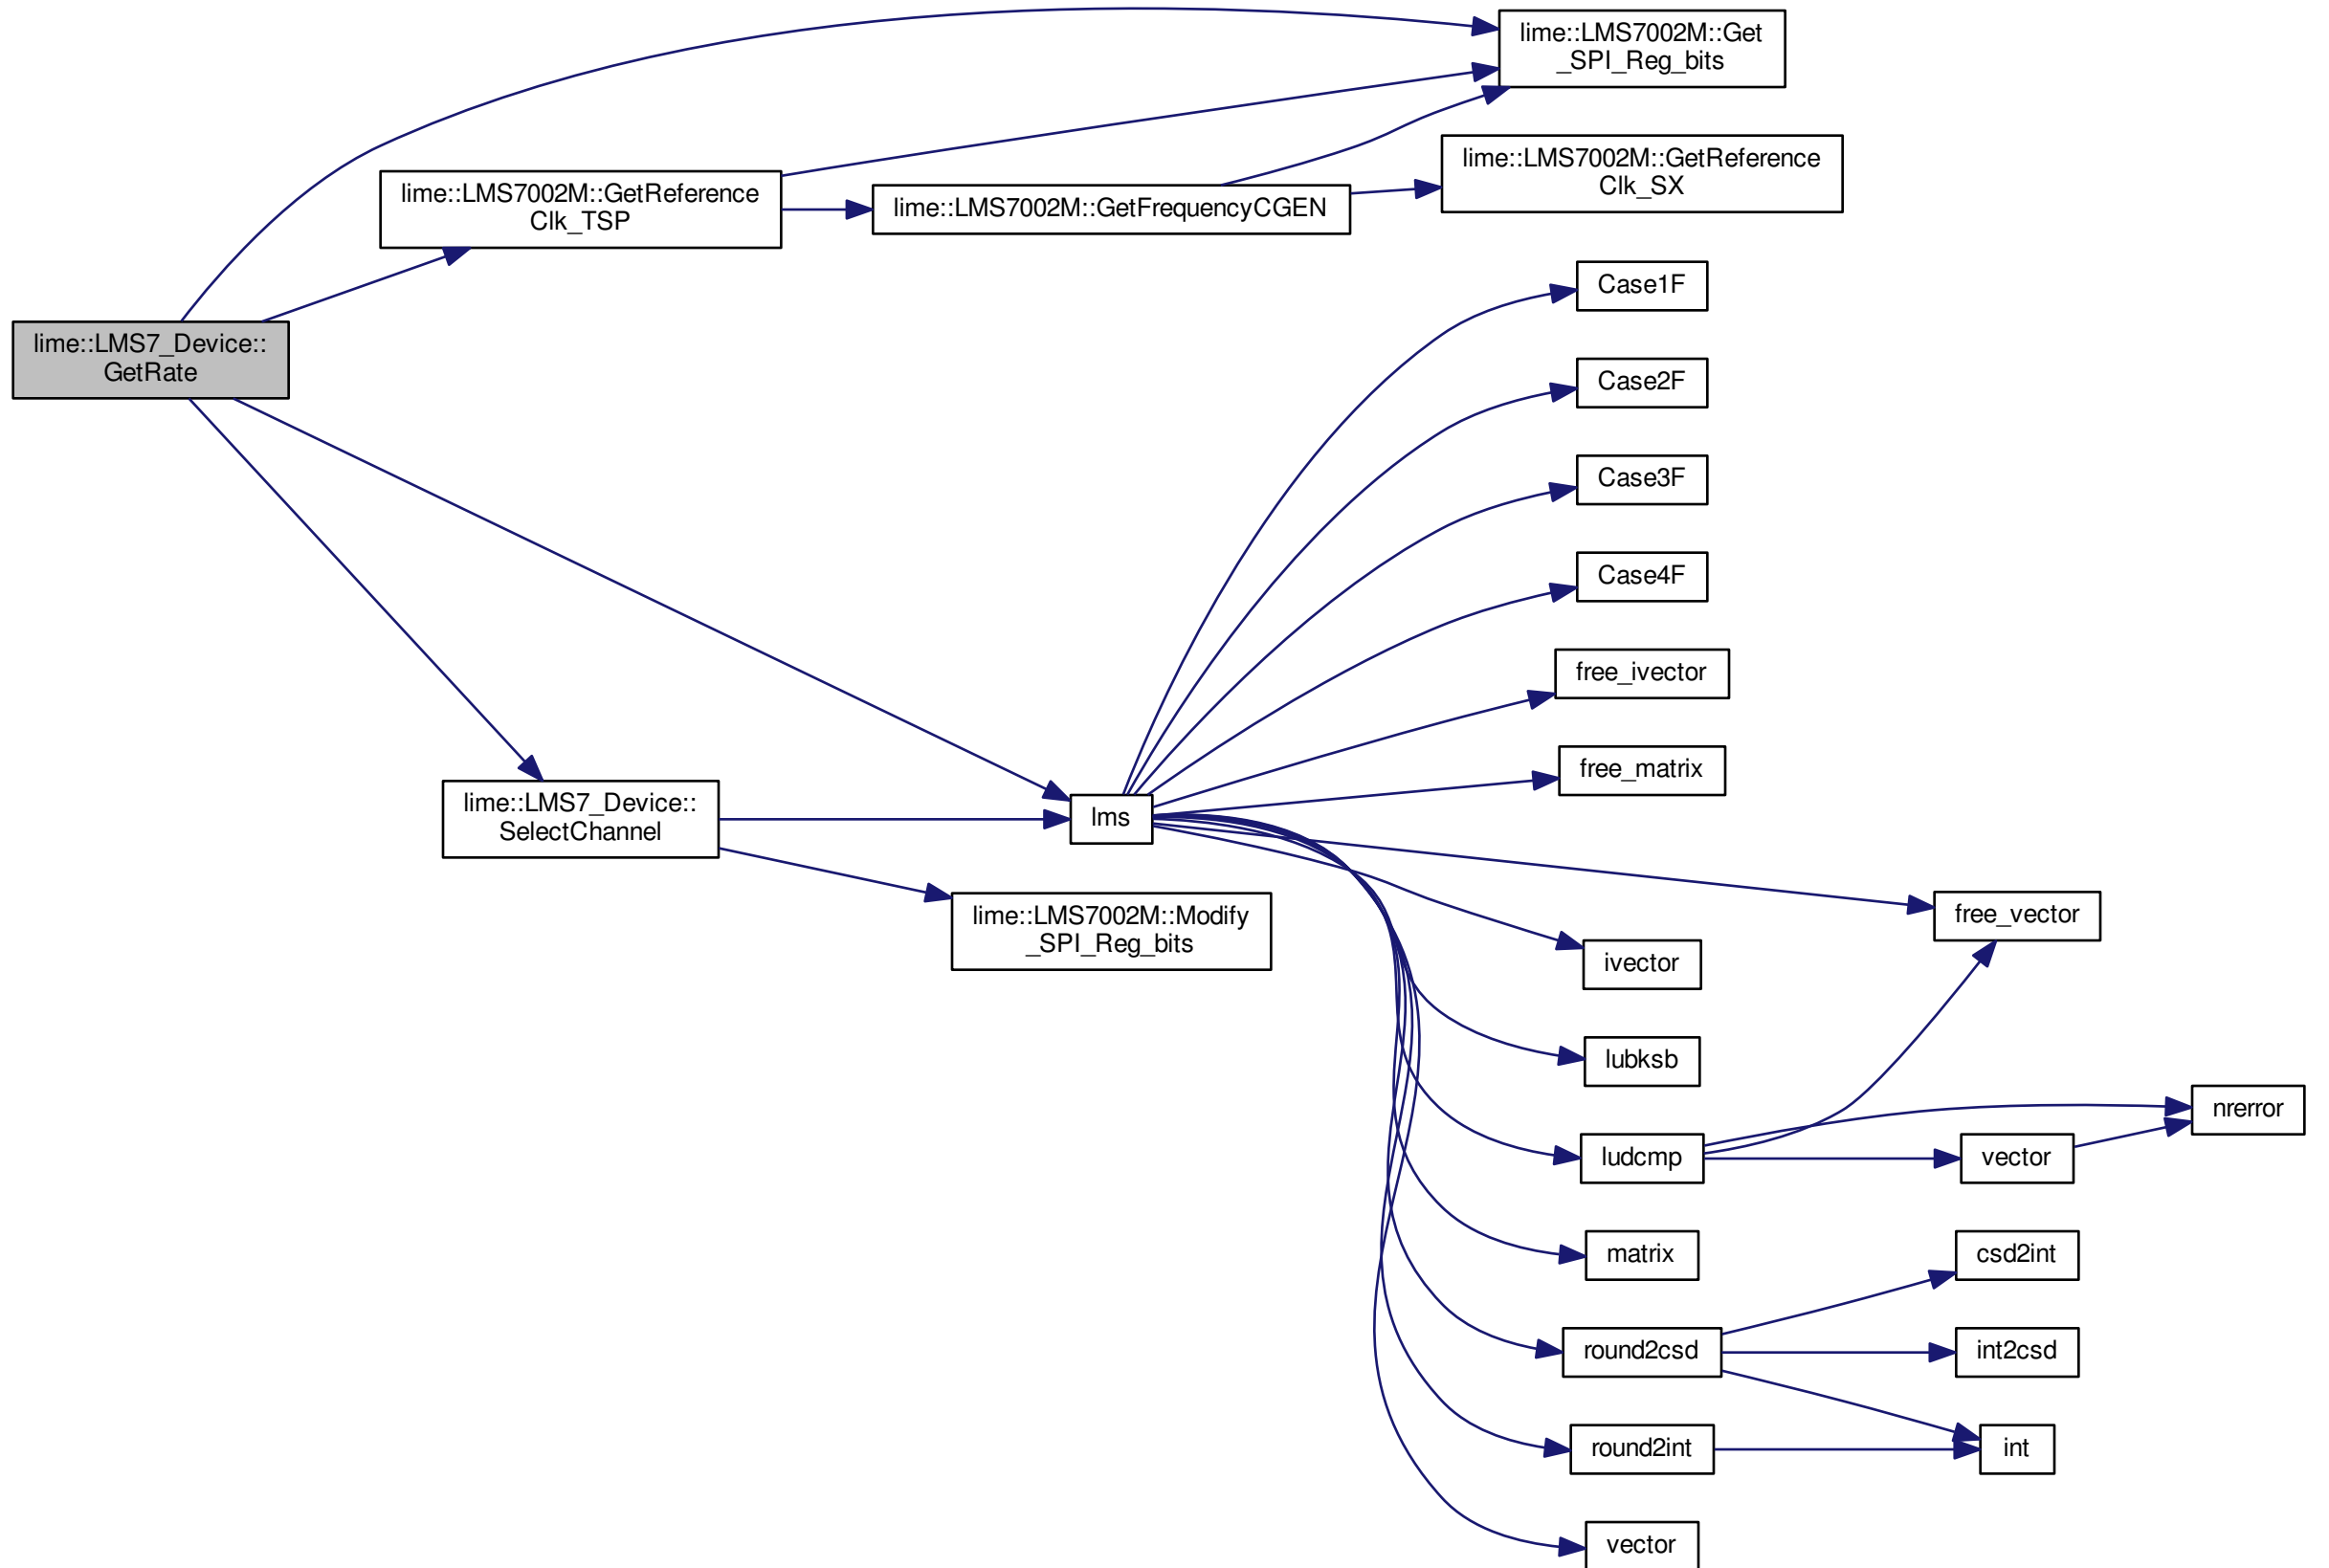 lime::LMS7002M::Get
_SPI_Reg_bits
lime::LMS7002M::GetReference
Clk_SX
lime::LMS7002M::GetReference
Clk_TSP
lime::LMS7002M::GetFrequencyCGEN
Case1F
lime::LMS7_Device::
GetRate
Case2F
Case3F
Case4F
free_ivector
free_matrix
lime::LMS7_Device::
SelectChannel
lms
free_vector
lime::LMS7002M::Modify
_SPI_Reg_bits
ivector
lubksb
nrerror
ludcmp
vector
matrix
csd2int
round2csd
int2csd
round2int
int
vector